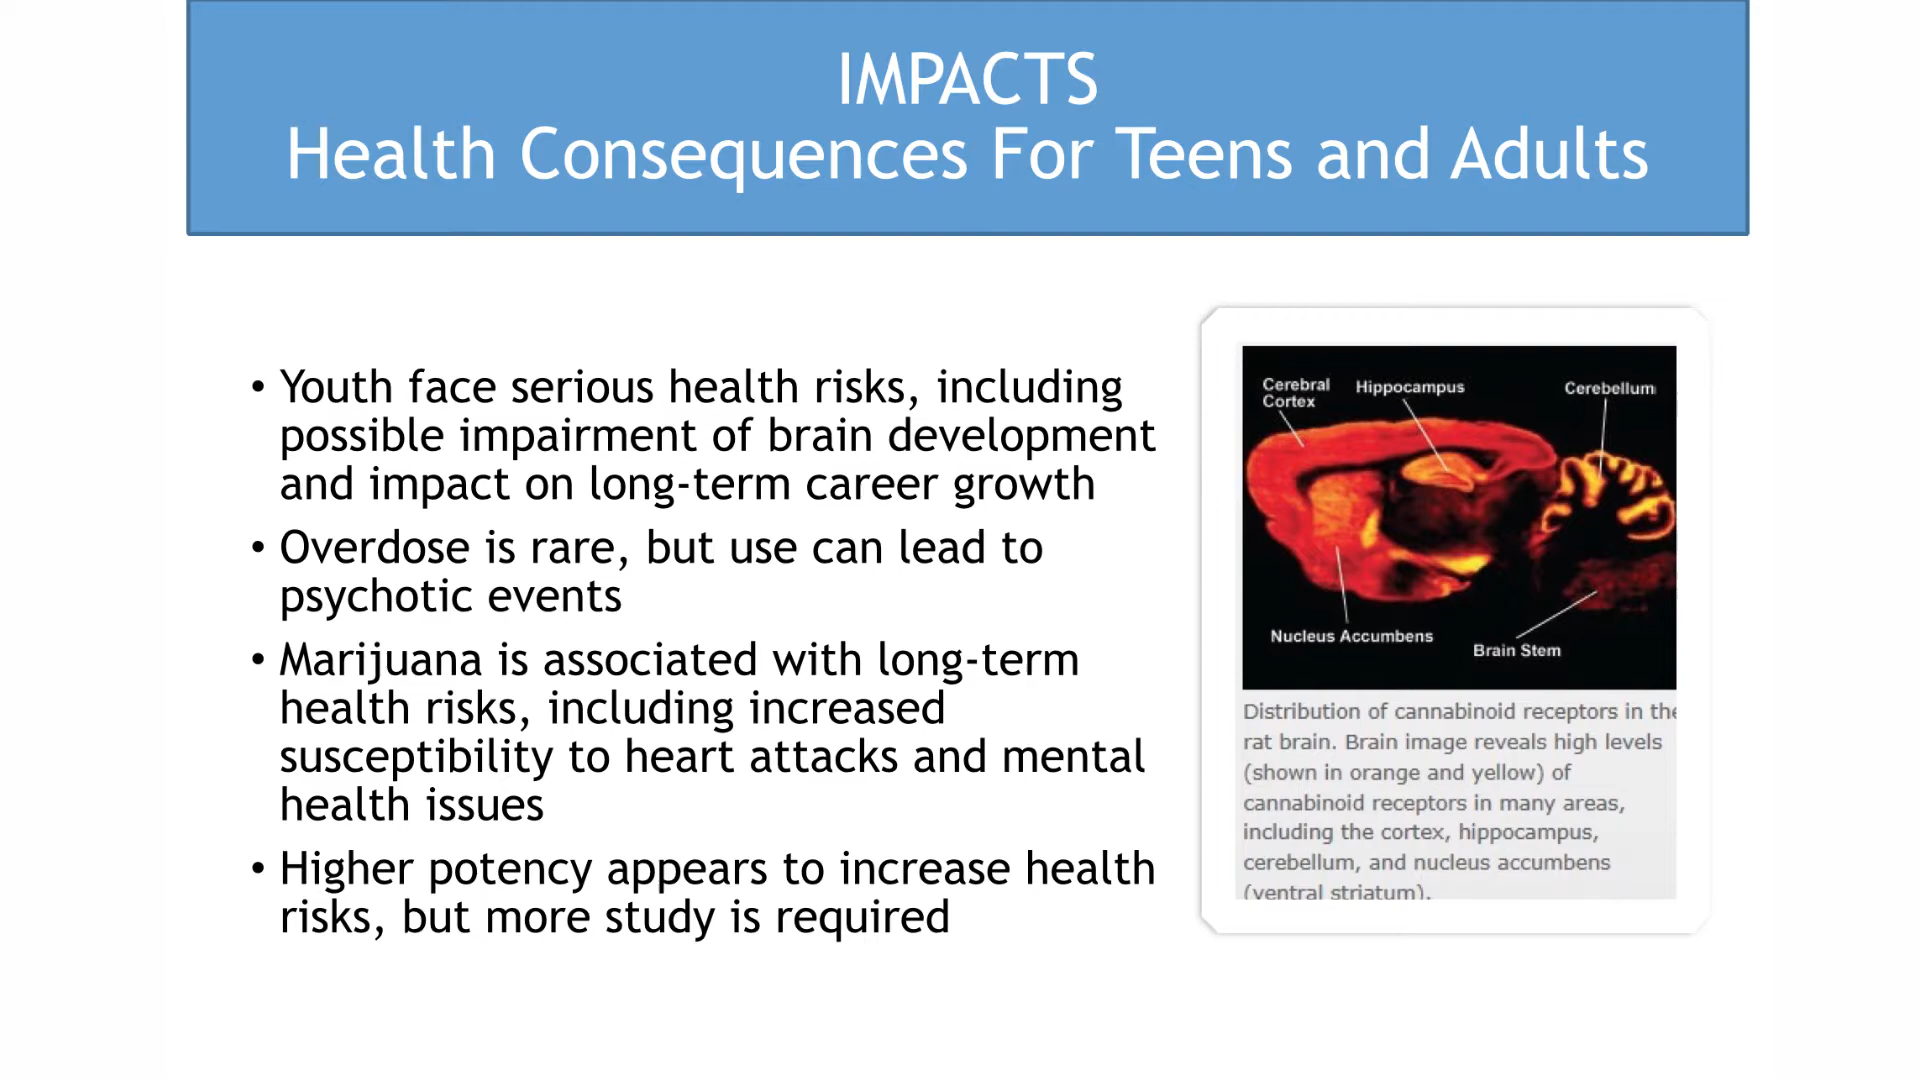 IMPACTS
Health Consequences For Teens and Adults
• Youth face serious health risks, including
possible impairment of brain development
and impact on long-term career growth
• Overdose is rare, but use can lead to
psychotic events
• Marijuana is associated with long-term
health risks, including increased
susceptibility to heart attacks and mental
health issues
• Higher potency appears to increase health
risks, but more study is required
Cerebral
Cortex
Hippocampus
Cerebellum
Nucleus Accumbens
Brain Stem
Distribution of cannabinoid receptors in the
rat brain. Brain image reveals high levels
(shown in orange and yellow) of
cannabinoid receptors in many areas,
including the cortex, hippocampus,
cerebellum, and nucleus accumbens
(ventral striatum).